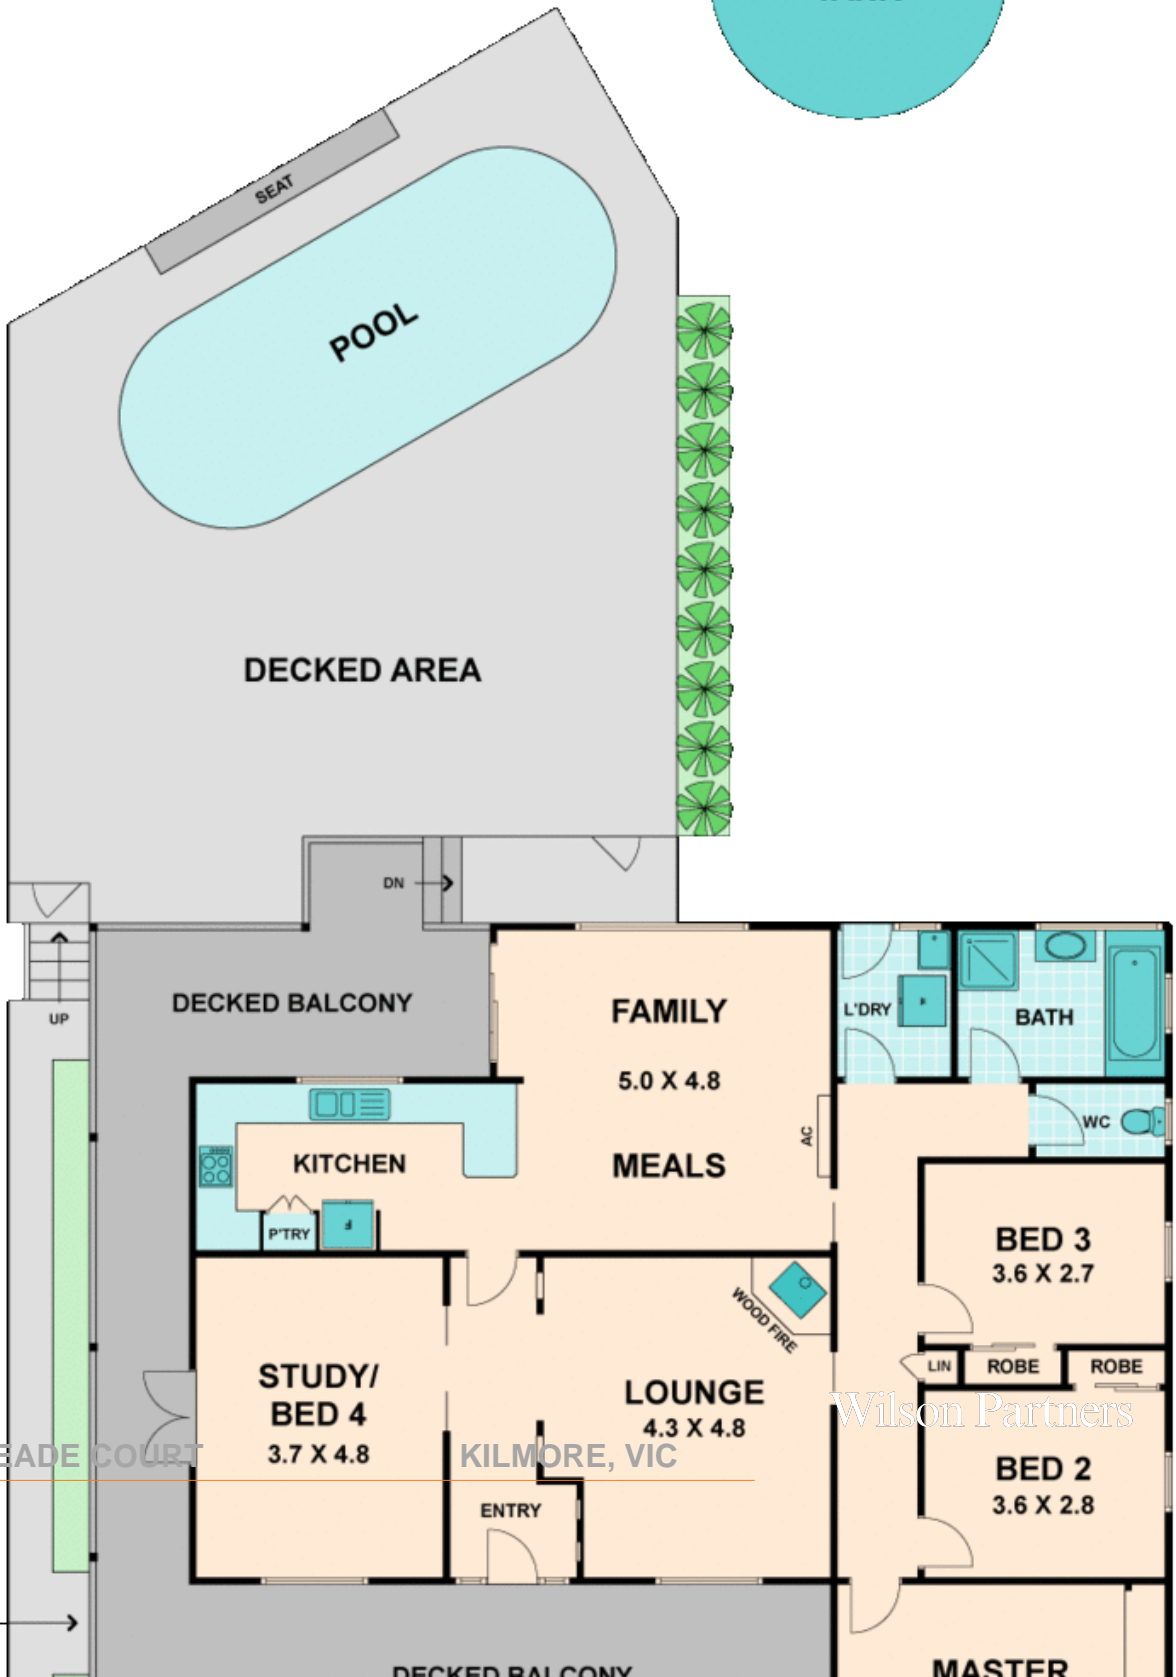 SEAT
POOL
DECKED AREA
DN
DECKED BALCONY
UP
FAMILY
5.0 X 4.8
L'DRY
BATH
WC
AC
KITCHEN
MEALS
P'TRY
F
BED 3
3.6 X 2.7
WOOD FIRE
LIN
ROBE
ROBE
STUDY/
BED 4
3.7 X 4.8
LOUNGE
4.3 X 4.8
Wilson Partners
EADE COURT
KILMORE, VIC
BED 2
3.6 X 2.8
ENTRY
DECKED BALCONY
MASTER